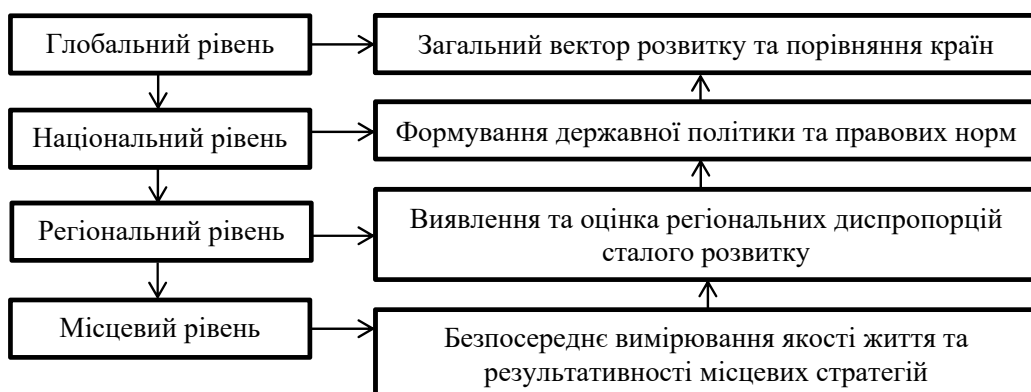 Глобальний рівень
Загальний вектор розвитку та порівняння країн
Національний рівень
Формування державної політики та правових норм
Регіональний рівень
Виявлення та оцінка регіональних диспропорцій
сталого розвитку
Місцевий рівень
Безпосереднє вимірювання якості життя та
результативності місцевих стратегій